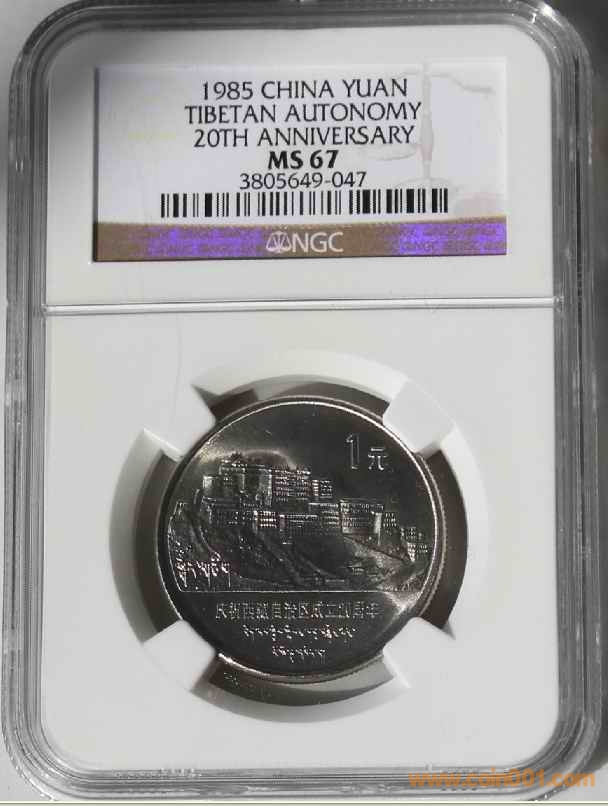 1985 CHINA YUAN
TIBETAN AUTONOMY
20TH ANNIVERSARY
MS 67
3805649-047
NGC
1元
庆祝西藏自治区成立20周年
www.coin001.com